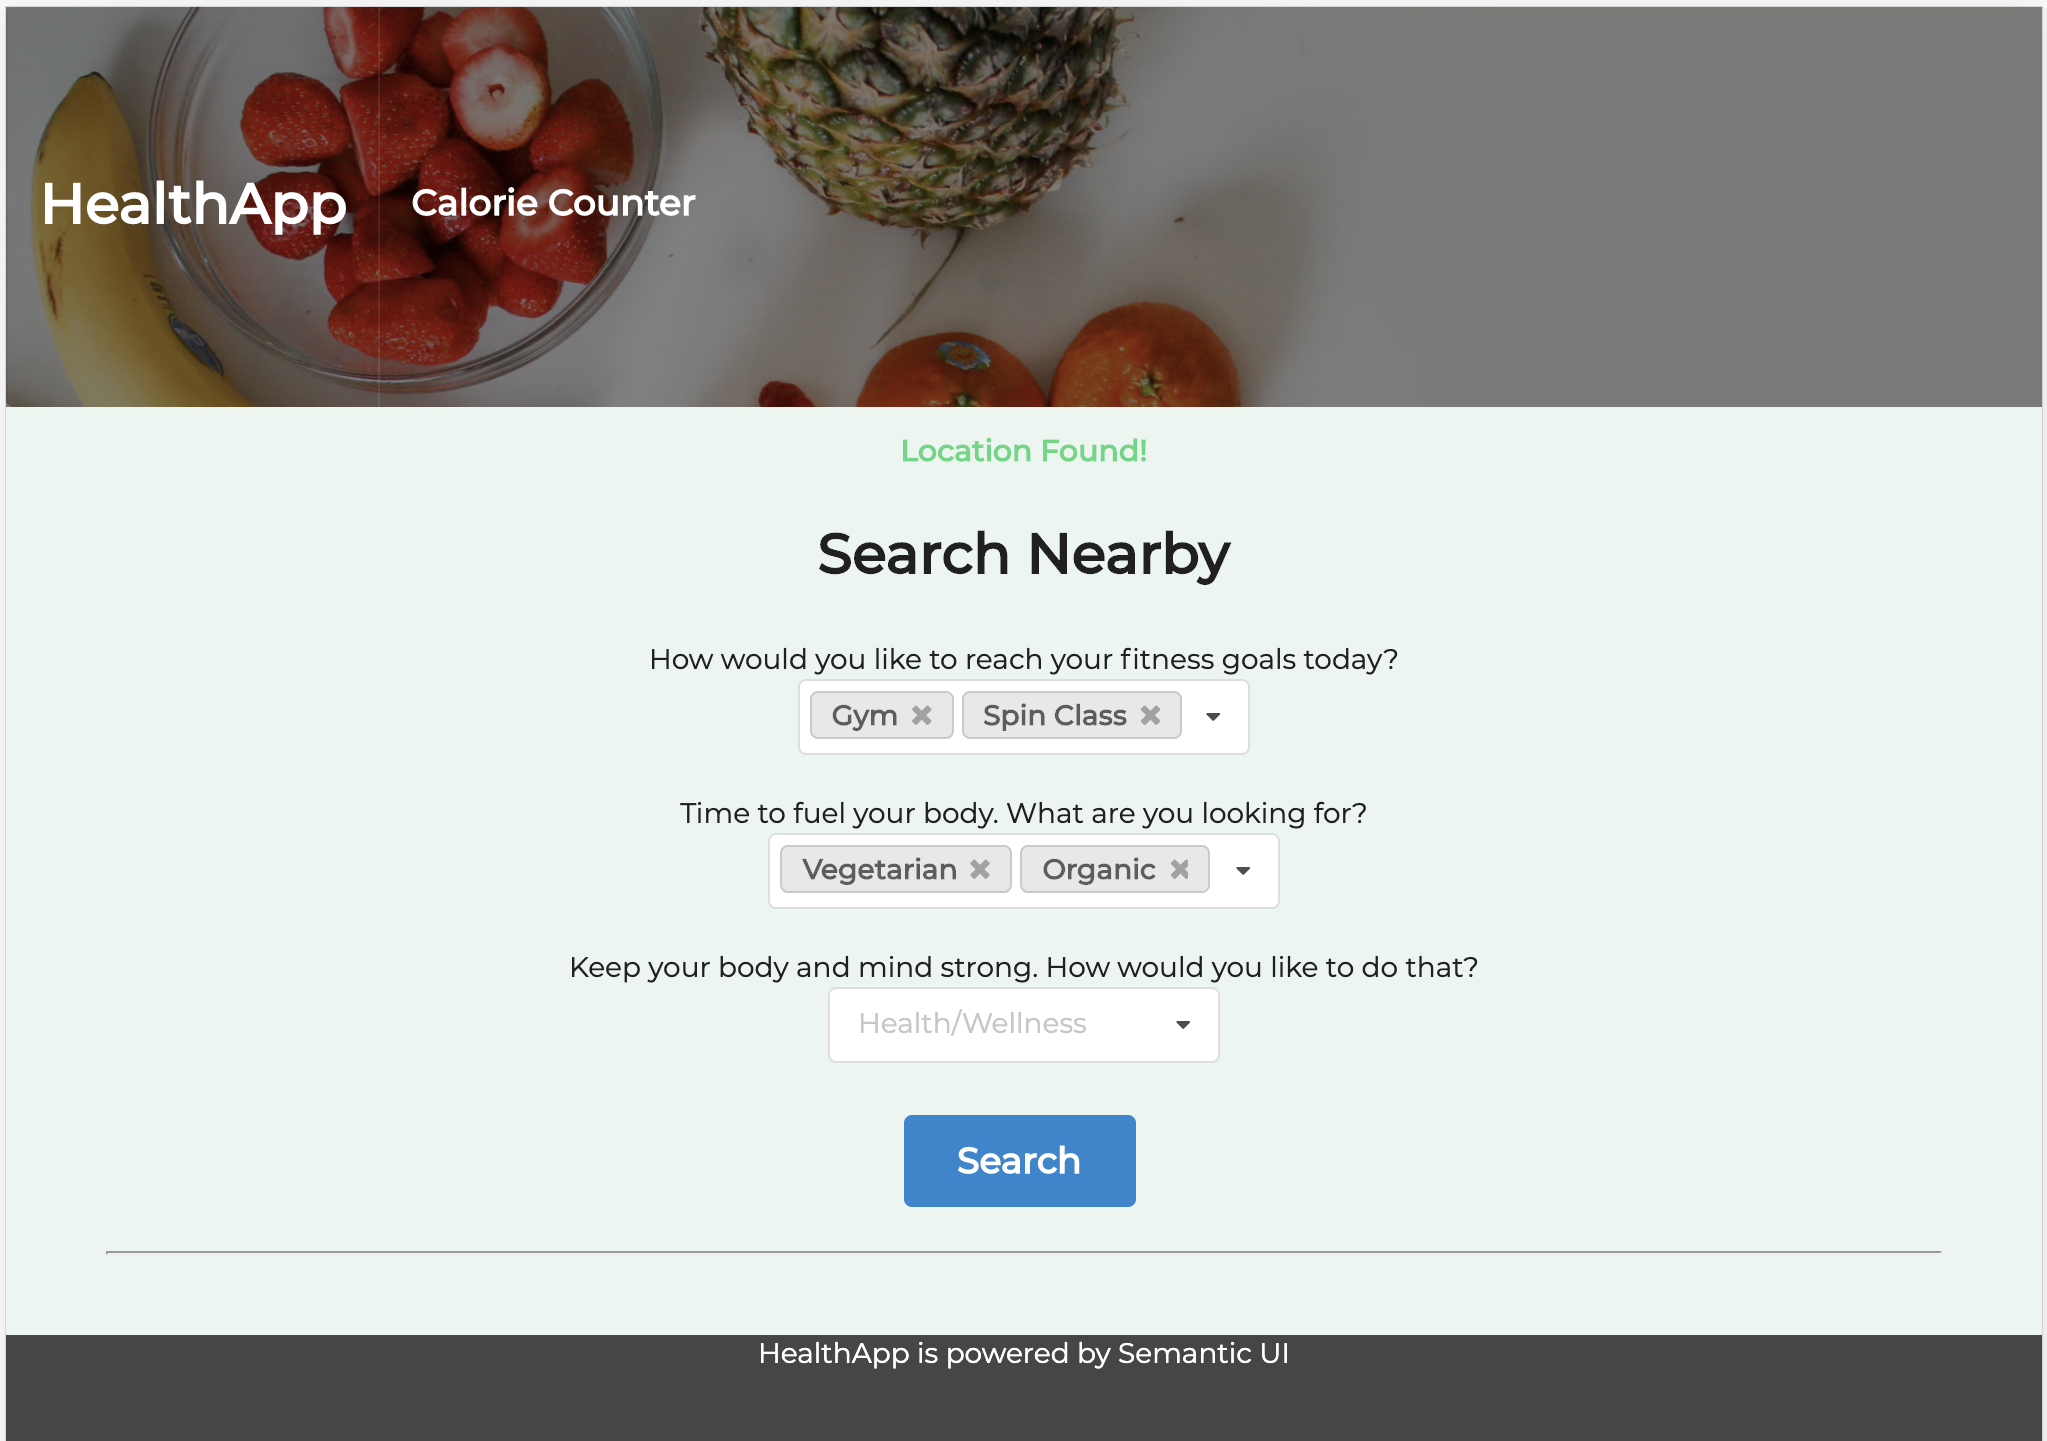 HealthApp
Calorie Counter
Location Found!
Search Nearby
How would you like to reach your fitness goals today?
Gym Spin Class
Time to fuel your body. What are you looking for?
Vegetarian Organic
Keep your body and mind strong. How would you like to do that?
Health/Wellness
Search
HealthApp is powered by Semantic UI